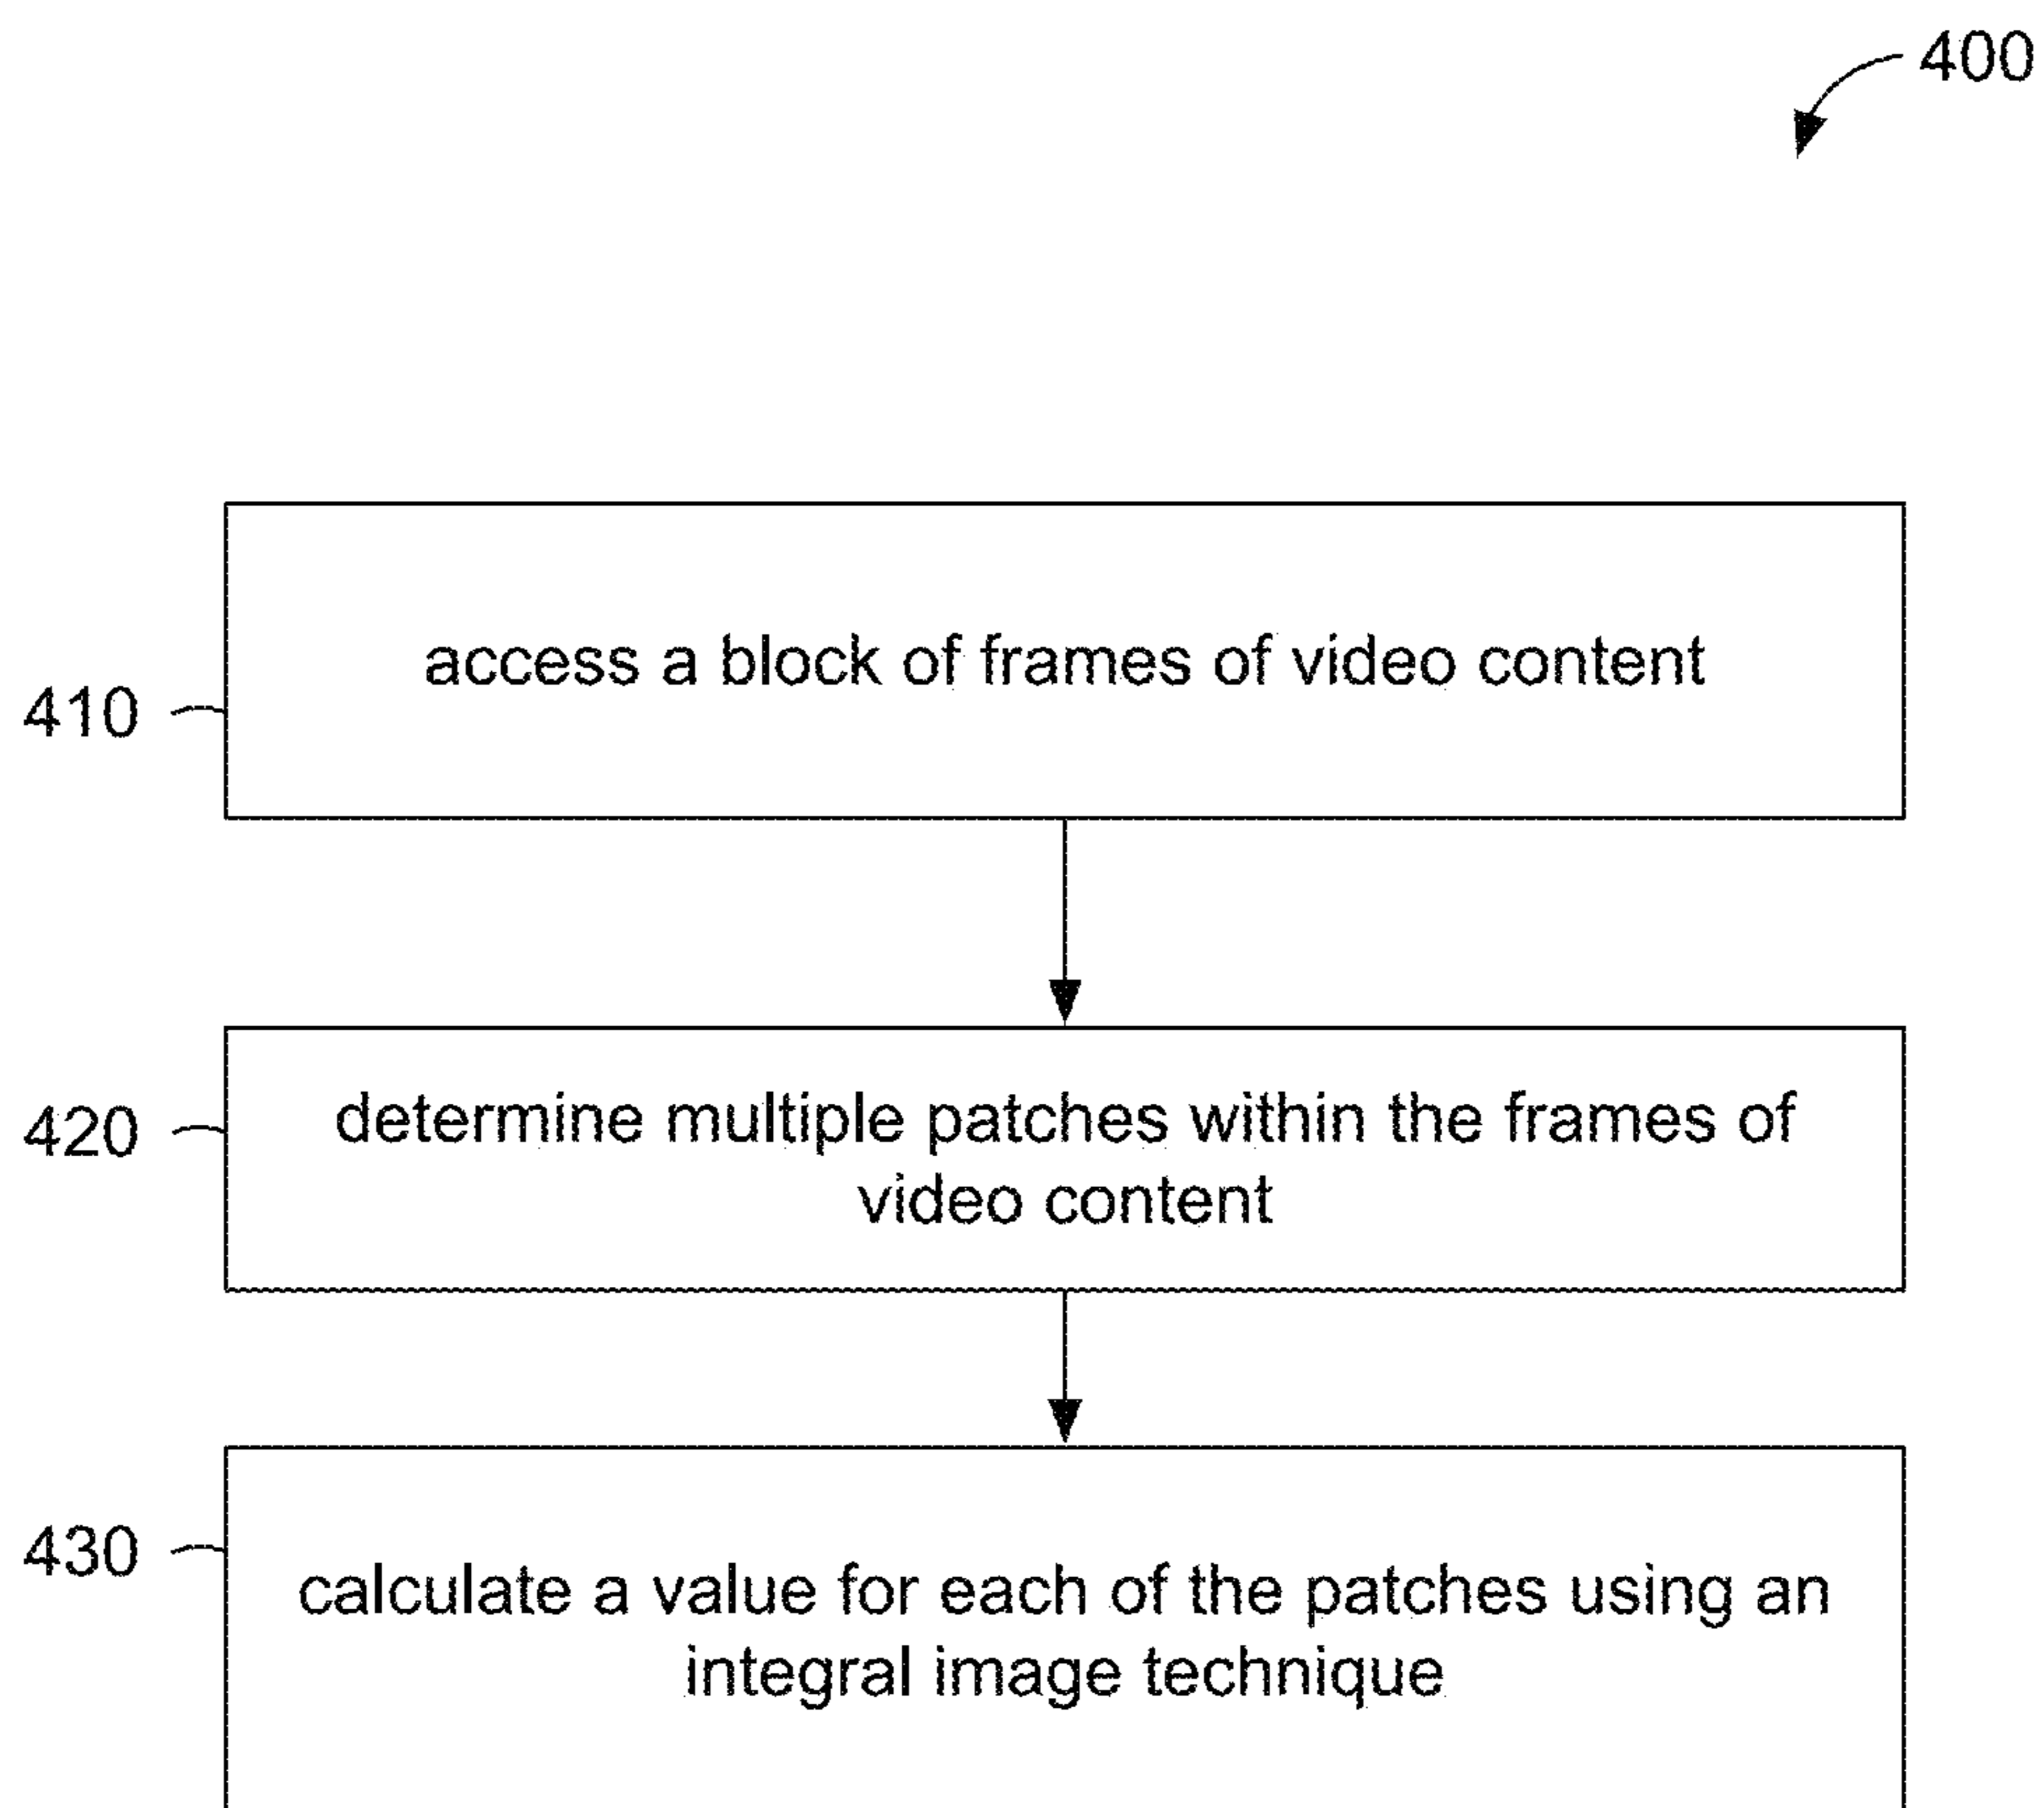 400
access a block of frames of video content
410
determine multiple patches within the frames of
video content
420
430
calculate a value for each of the patches using an
integral image technique